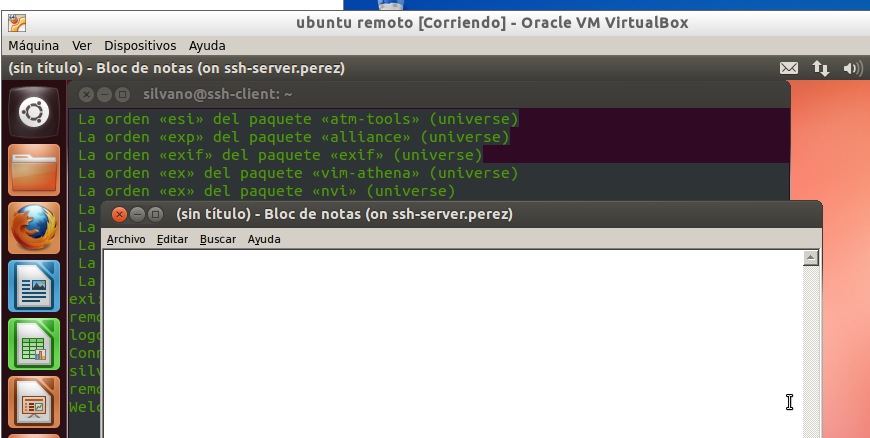 ubuntu remoto [Corriendo] - Oracle VM VirtualBox
Máquina Ver Dispositivos Ayuda
(sin título) - Bloc de notas (on ssh-server.perez)
silvano@ssh-client: ~
La orden «esi» del paquete «atm-tools» (universe)
La orden «exp» del paquete «alliance» (universe)
La orden «exif» del paquete «exif» (universe)
La orden «ex» del paquete «vim-athena» (universe)
La orden «ex» del paquete «nvi» (universe)
La
(sin título) - Bloc de notas (on ssh-server.perez)
La
Archivo Editar Buscar Ayuda
La
La
La
exi
remo
logo
Conn
silv
remo
Welc